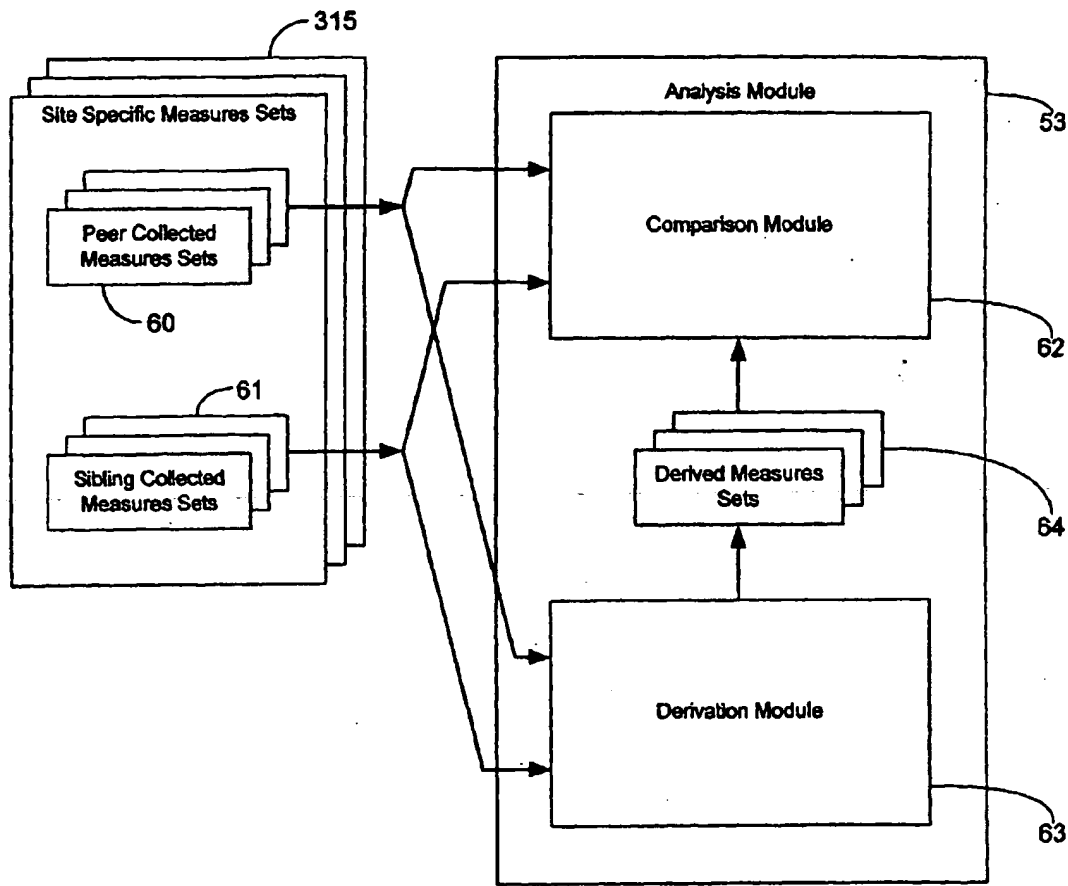 315
Site Specific Measures Sets
Peer Collected
Measures Sets
60
61
Sibling Collected
Measures Sets
Analysis Module
53
Comparison Module
62
Derived Measures
Sets
64
Derivation Module
63